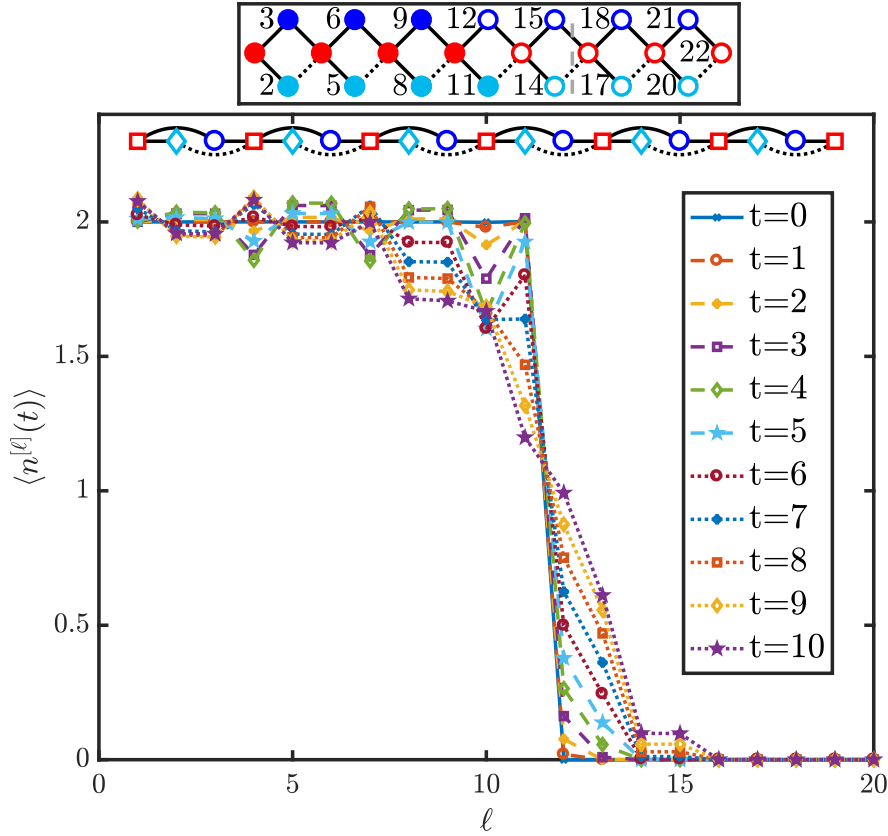 3 6 9 12 15 18 21
22
2 5 8 11 14 17 20
2
1.5
1
0.5
0
⟨n^{[ℓ]}(t)⟩
t=0
t=1
t=2
t=3
t=4
t=5
t=6
t=7
t=8
t=9
t=10
0 5 10 15 20
ℓ